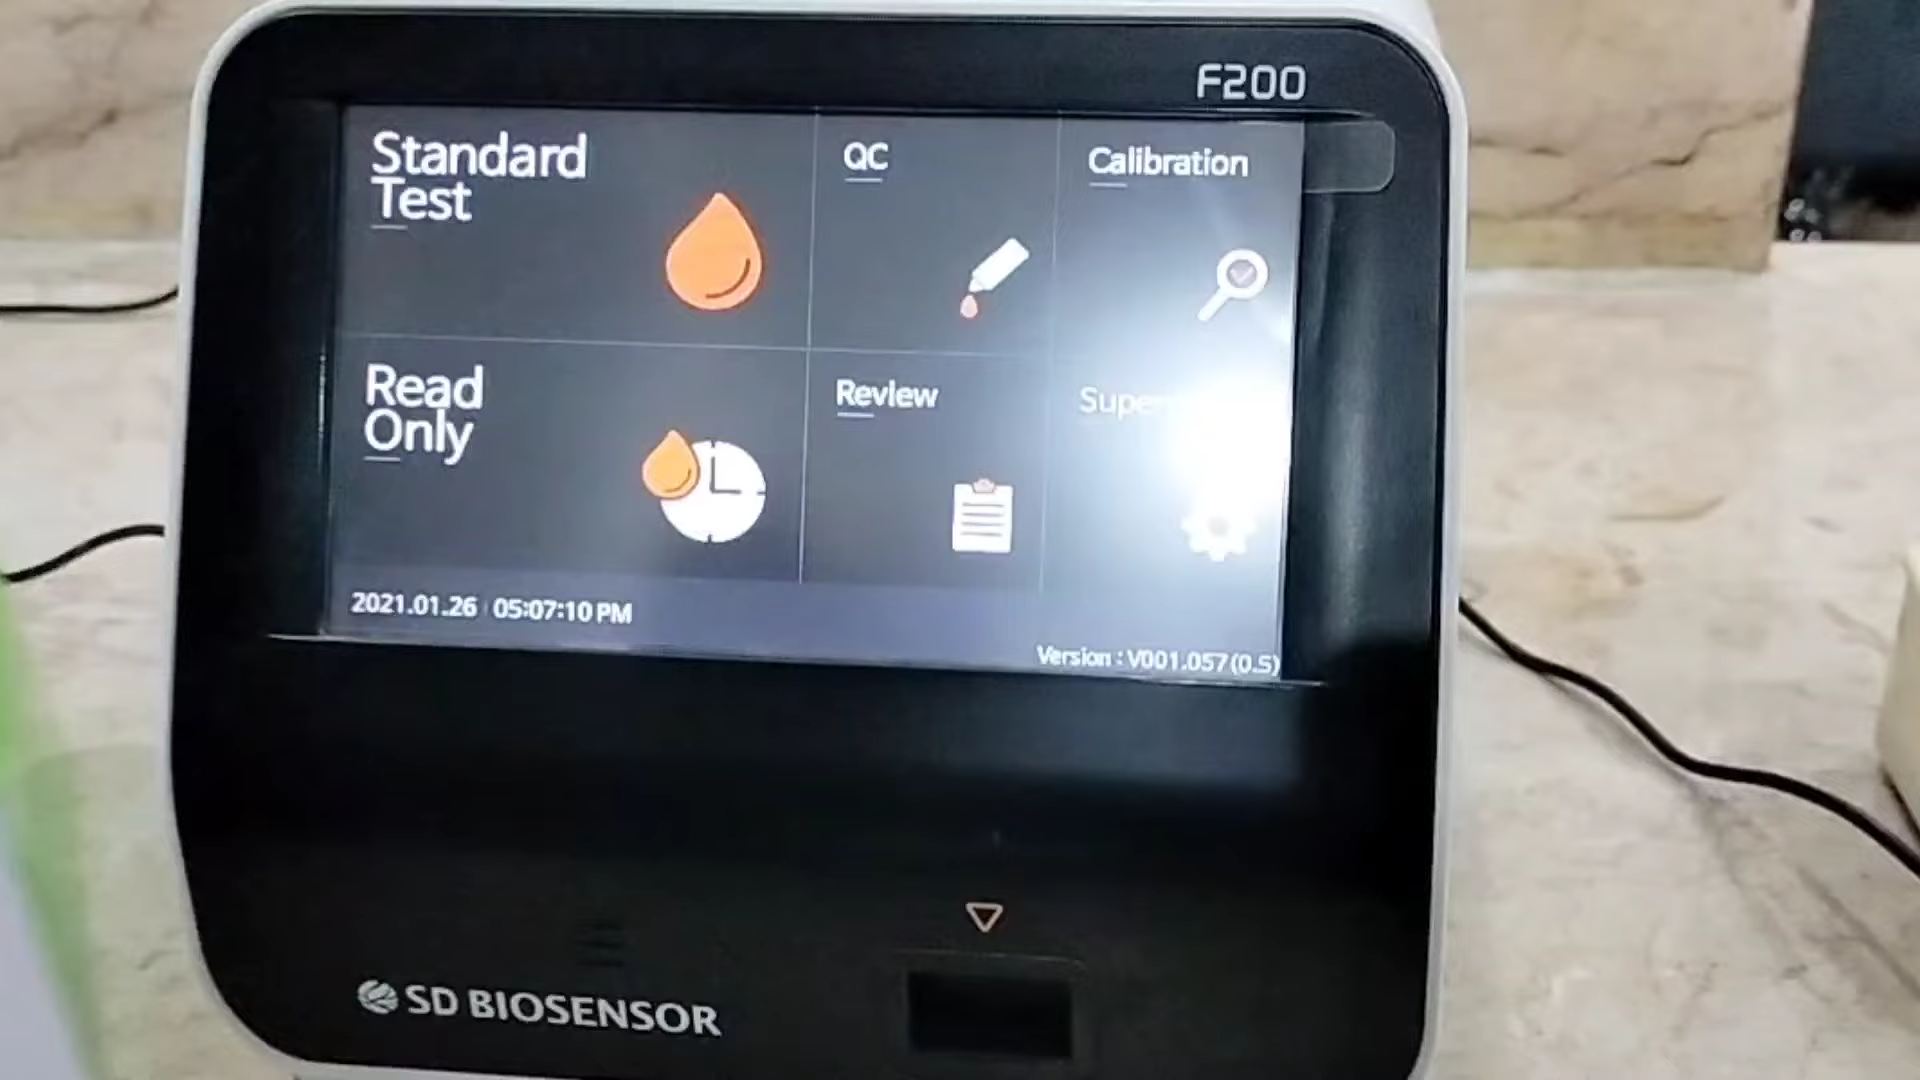 F200
Standard
Test
QC
Calibration
Read
Only
Review
2021.01.26 05:07:10 PM
Version : V001.057 (0.S)
SD BIOSENSOR